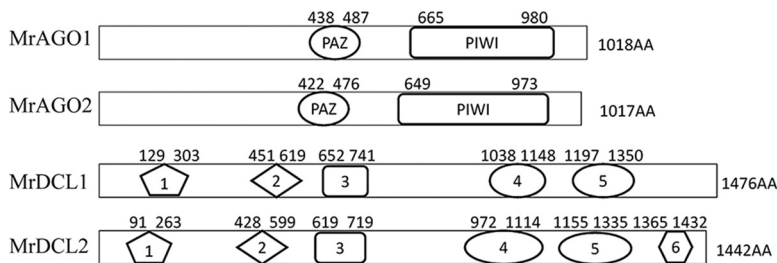 438 487 665 980
MrAGO1 PAZ PIWI 1018AA
422 476 649 973
MrAGO2 PAZ PIWI 1017AA
129 303 451 619 652 741 1038 1148 1197 1350
MrDCL1 1 2 3 4 5 1476AA
91 263 428 599 619 719 972 1114 1155 1335 1365 1432
MrDCL2 1 2 3 4 5 6 1442AA